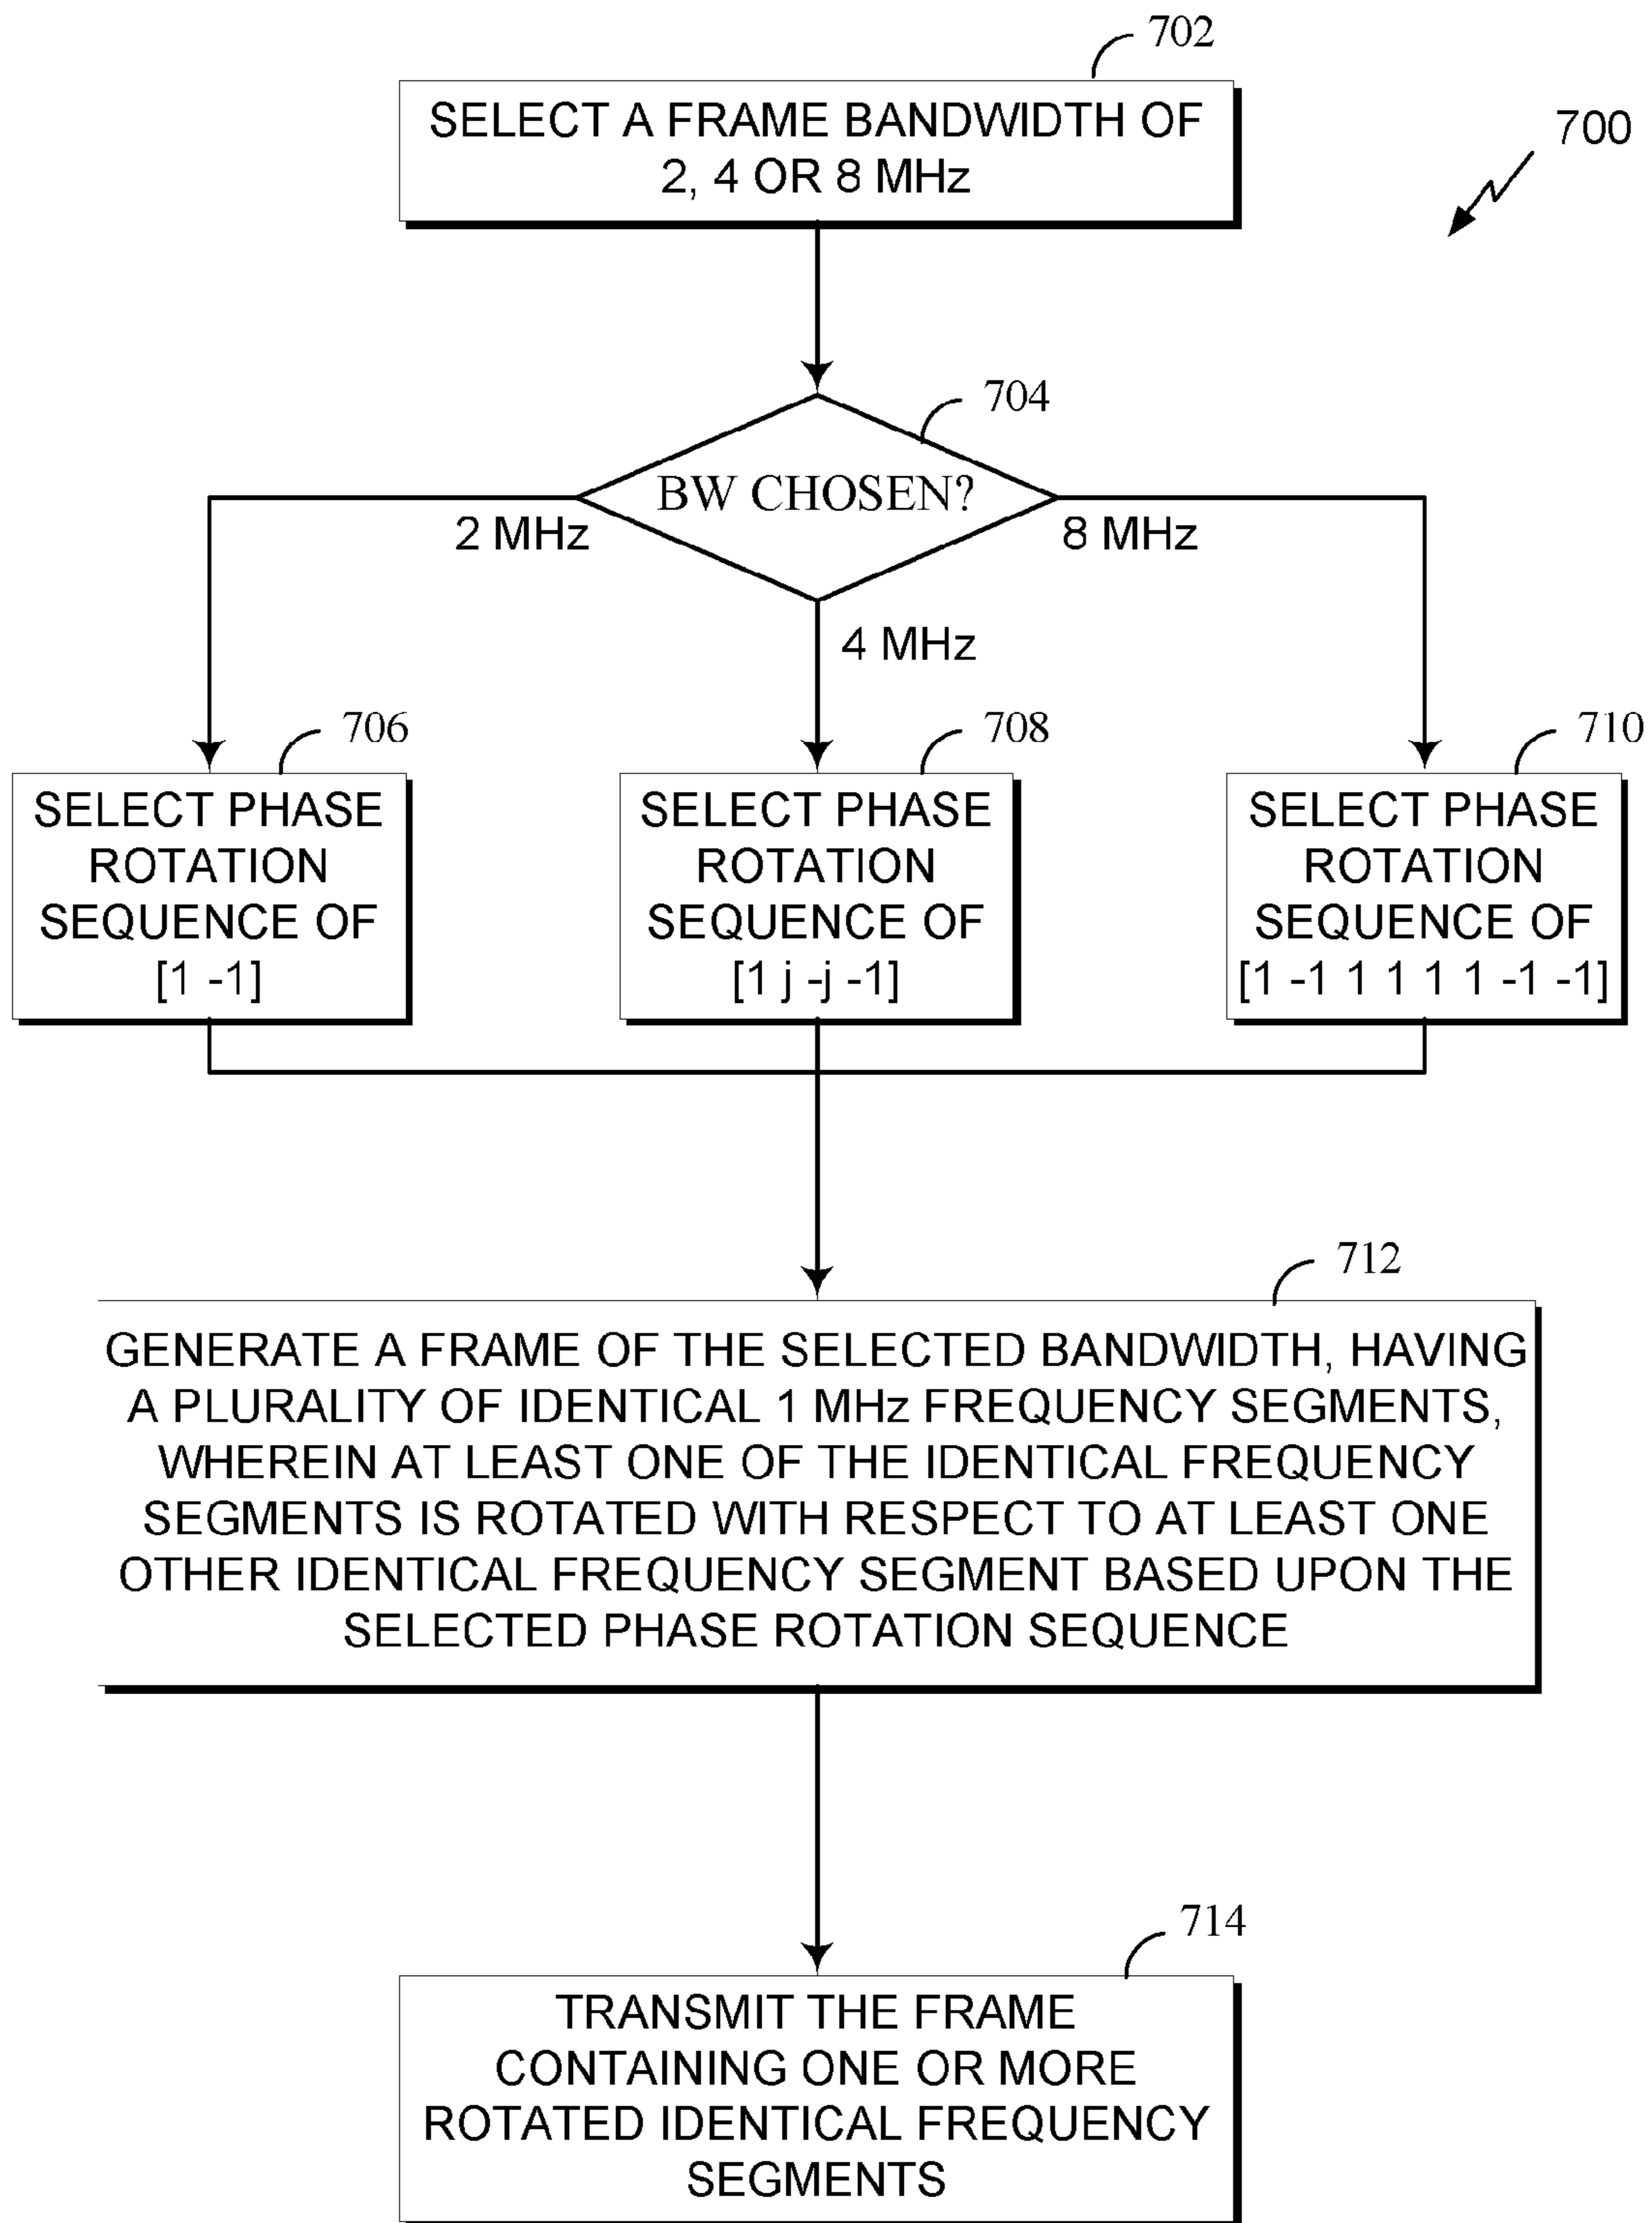 702
SELECT A FRAME BANDWIDTH OF
2, 4 OR 8 MHz
700
704
BW CHOSEN?
2 MHz
8 MHz
4 MHz
706
SELECT PHASE
ROTATION
SEQUENCE OF
[1 -1]
708
SELECT PHASE
ROTATION
SEQUENCE OF
[1 j -j -1]
710
SELECT PHASE
ROTATION
SEQUENCE OF
[1 -1 1 1 1 1 -1 -1]
712
GENERATE A FRAME OF THE SELECTED BANDWIDTH, HAVING
A PLURALITY OF IDENTICAL 1 MHz FREQUENCY SEGMENTS,
WHEREIN AT LEAST ONE OF THE IDENTICAL FREQUENCY
SEGMENTS IS ROTATED WITH RESPECT TO AT LEAST ONE
OTHER IDENTICAL FREQUENCY SEGMENT BASED UPON THE
SELECTED PHASE ROTATION SEQUENCE
714
TRANSMIT THE FRAME
CONTAINING ONE OR MORE
ROTATED IDENTICAL FREQUENCY
SEGMENTS